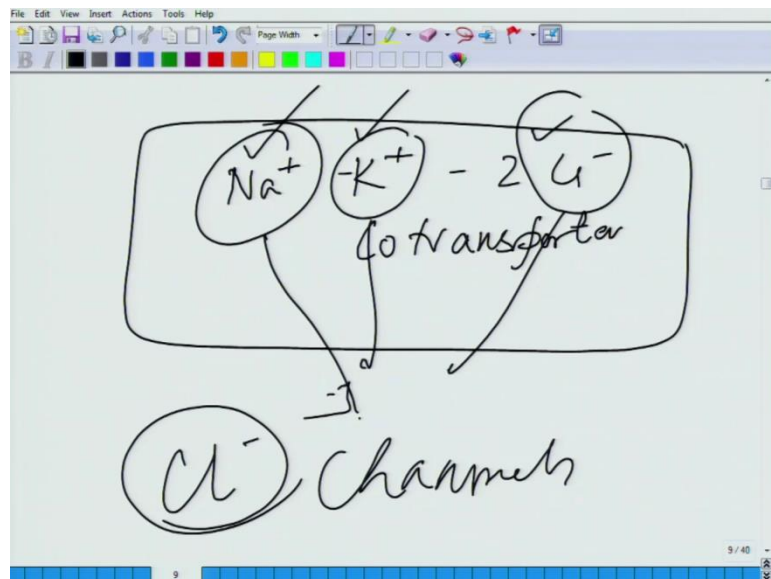 File Edit View Insert Actions Tools Help
Page Width
B I
Na⁺ -K⁺ - 2 Cl⁻
Cotransporter
Cl⁻ Channels
9 / 40
9